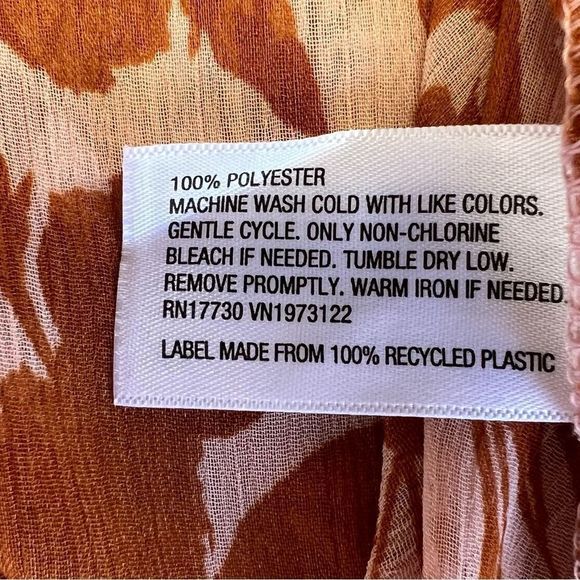 100% POLYESTER
MACHINE WASH COLD WITH LIKE COLORS.
GENTLE CYCLE. ONLY NON-CHLORINE
BLEACH IF NEEDED. TUMBLE DRY LOW.
REMOVE PROMPTLY. WARM IRON IF NEEDED.
RN17730 VN1973122
LABEL MADE FROM 100% RECYCLED PLASTIC